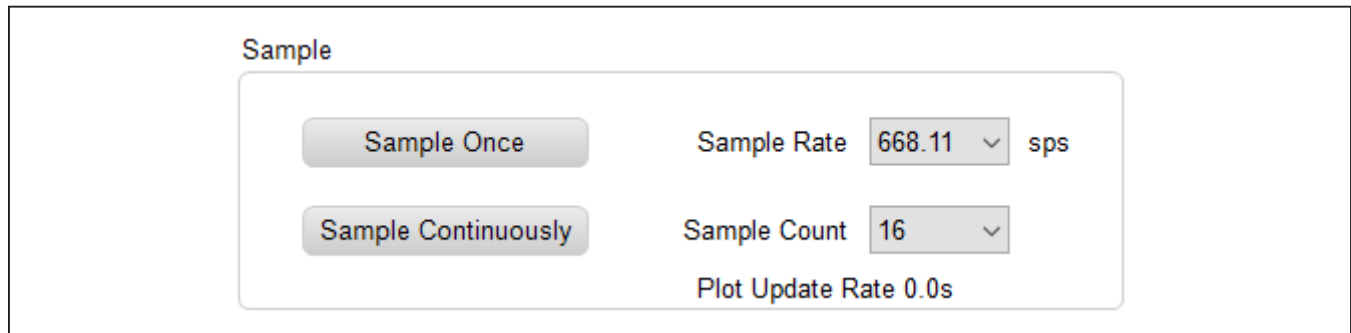 Sample
Sample Once
Sample Rate 668.11 sps
Sample Continuously
Sample Count 16
Plot Update Rate 0.0s